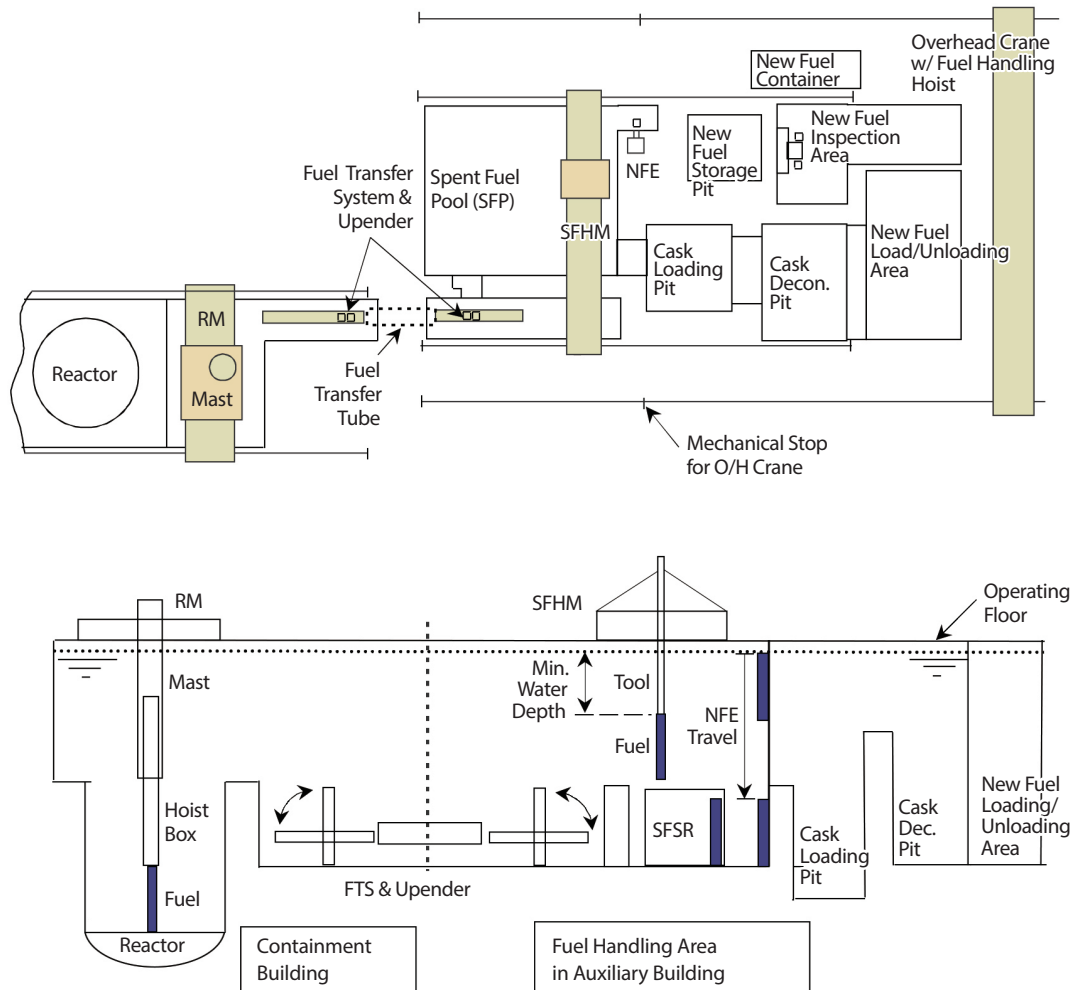 Overhead Crane
w/ Fuel Handling
Hoist
New Fuel
Container
New Fuel
Inspection
Area
New
Fuel
Storage
Pit
NFE
Fuel Transfer
System &
Upender
Spent Fuel
Pool (SFP)
SFHM
Cask
Loading
Pit
Cask
Decon.
Pit
New Fuel
Load/Unloading
Area
RM
Reactor
Mast
Fuel
Transfer
Tube
Mechanical Stop
for O/H Crane
RM
SFHM
Operating
Floor
Mast
Min.
Water
Depth
Tool
NFE
Travel
Fuel
Hoist
Box
SFSR
Cask
Loading
Pit
Cask
Dec.
Pit
New Fuel
Loading/
Unloading
Area
FTS & Upender
Fuel
Reactor
Containment
Building
Fuel Handling Area
in Auxiliary Building